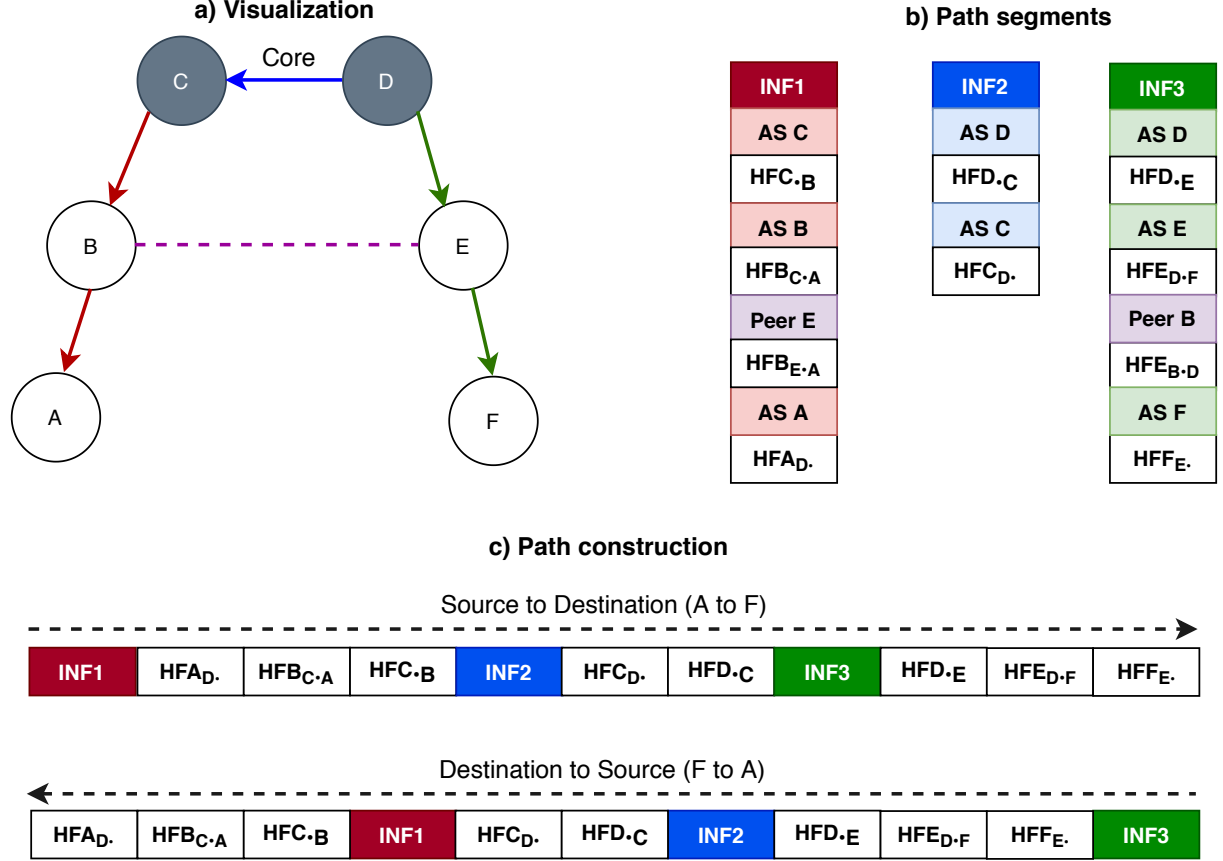 a) Visualization
C
Core
D
B
E
A
F
b) Path segments
INF1
AS C
HFC·B
AS B
HFBC·A
Peer E
HFBE·A
AS A
HFAD·
INF2
AS D
HFD·C
AS C
HFCD·
INF3
AS D
HFD·E
AS E
HFED·F
Peer B
HFEB·D
AS F
HFFE·
c) Path construction
Source to Destination (A to F)
INF1 HFAD· HFBC·A HFC·B INF2 HFCD· HFD·C INF3 HFD·E HFED·F HFFE·
Destination to Source (F to A)
HFAD· HFBC·A HFC·B INF1 HFCD· HFD·C INF2 HFD·E HFED·F HFFE· INF3